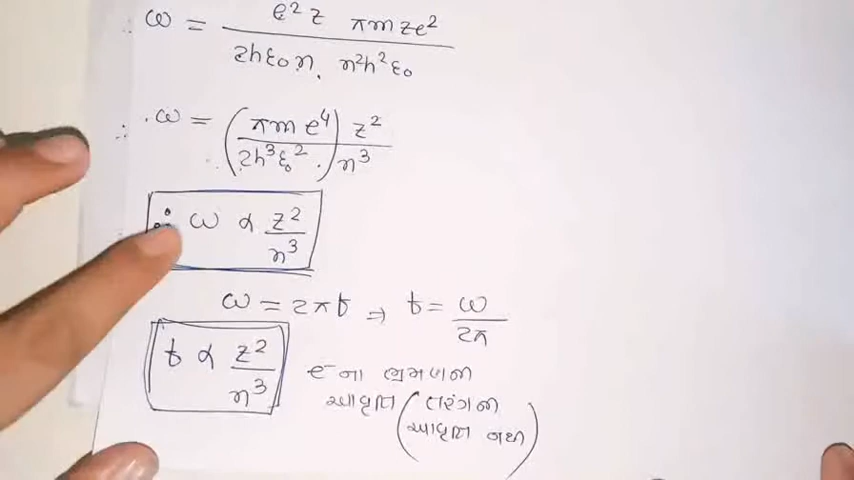 ∴ ω = e²z πmze² / 2hε₀n. n²h²ε₀
∴ .ω = (πme⁴ / 2h³ε₀².) z² / n³
∴ ω ∝ z² / n³
ω = 2πf ⇒ f = ω / 2π
f ∝ z² / n³
e⁻ના ભ્રમણની
આવૃત્તિ (તરંગની
આવૃત્તિ નથી)